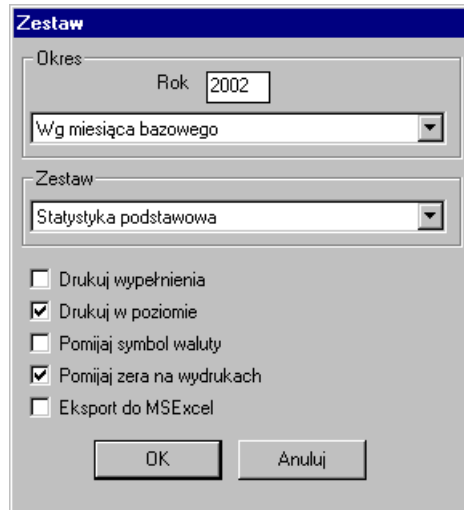 Zestaw
Okres
Rok 2002
Wg miesiąca bazowego
Zestaw
Statystyka podstawowa
Drukuj wypełnienia
Drukuj w poziomie
Pomijaj symbol waluty
Pomijaj zera na wydrukach
Eksport do MSExcel
OK Anuluj